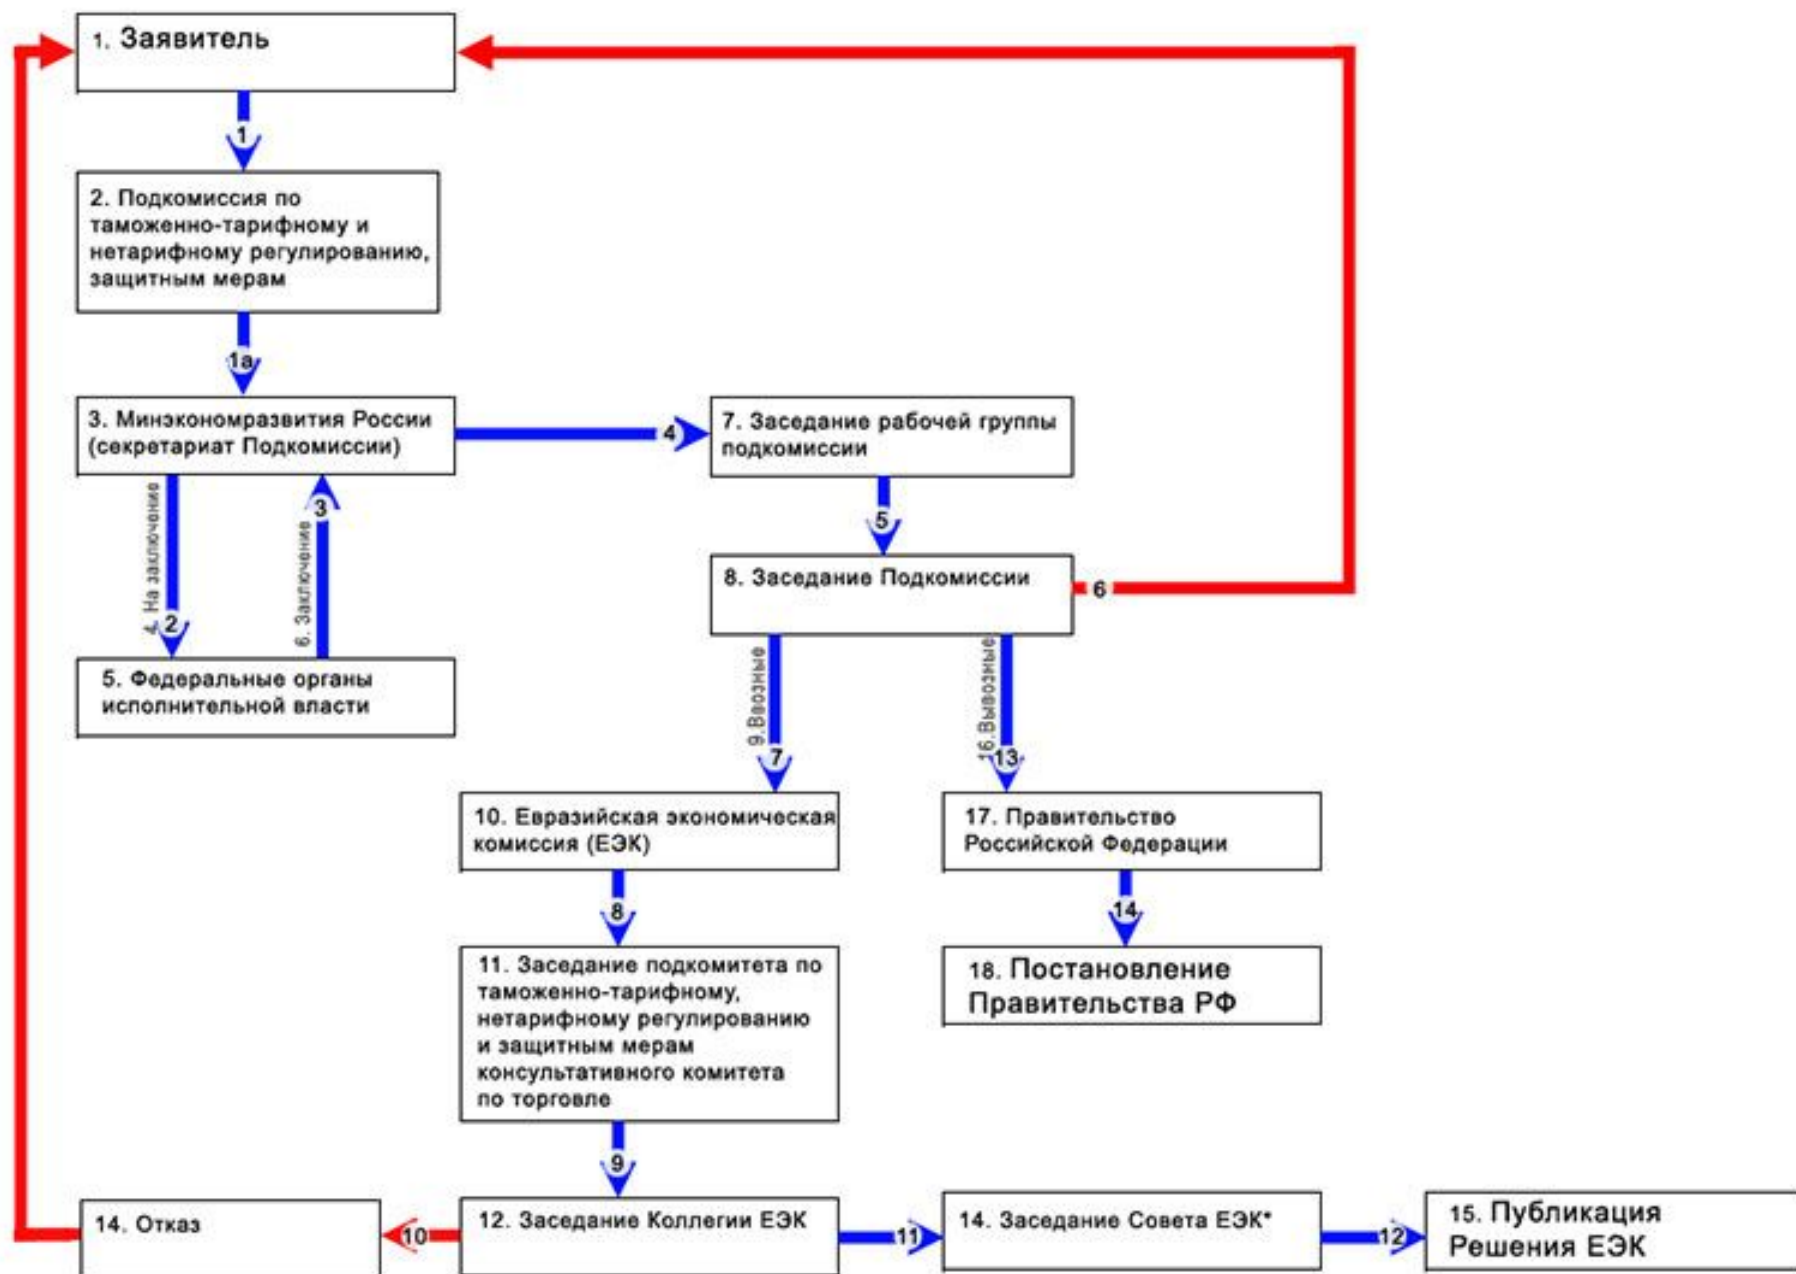 1. Заявитель
1
2. Подкомиссия по
таможенно-тарифному и
нетарифному регулированию,
защитным мерам
1а
3. Минэкономразвития России
(секретариат Подкомиссии)
4
7. Заседание рабочей группы
подкомиссии
4. На заключение
2
6. Заключение
3
5
5. Федеральные органы
исполнительной власти
8. Заседание Подкомиссии
6
9.Ввозные
7
16.Вывозные
13
10. Евразийская экономическая
комиссия (ЕЭК)
17. Правительство
Российской Федерации
8
14
11. Заседание подкомитета по
таможенно-тарифному,
нетарифному регулированию
и защитным мерам
консультативного комитета
по торговле
18. Постановление
Правительства РФ
9
14. Отказ
10
12. Заседание Коллегии ЕЭК
11
14. Заседание Совета ЕЭК*
12
15. Публикация
Решения ЕЭК